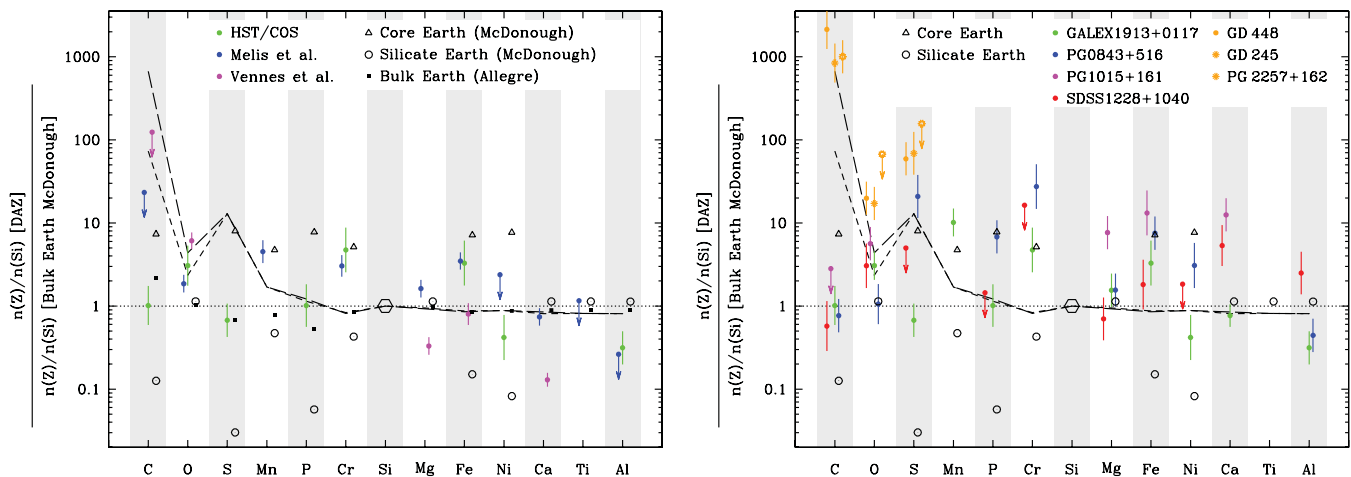 HST/COS
Melis et al.
Vennes et al.
Core Earth (McDonough)
Silicate Earth (McDonough)
Bulk Earth (Allegre)
n(Z)/n(Si) [DAZ]
n(Z)/n(Si) [Bulk Earth McDonough]
1000
100
10
1
0.1
C O S Mn P Cr Si Mg Fe Ni Ca Ti Al
Core Earth
Silicate Earth
GALEX1913+0117
PG0843+516
PG1015+161
SDSS1228+1040
GD 448
GD 245
PG 2257+162
n(Z)/n(Si) [DAZ]
n(Z)/n(Si) [Bulk Earth McDonough]
1000
100
10
1
0.1
C O S Mn P Cr Si Mg Fe Ni Ca Ti Al